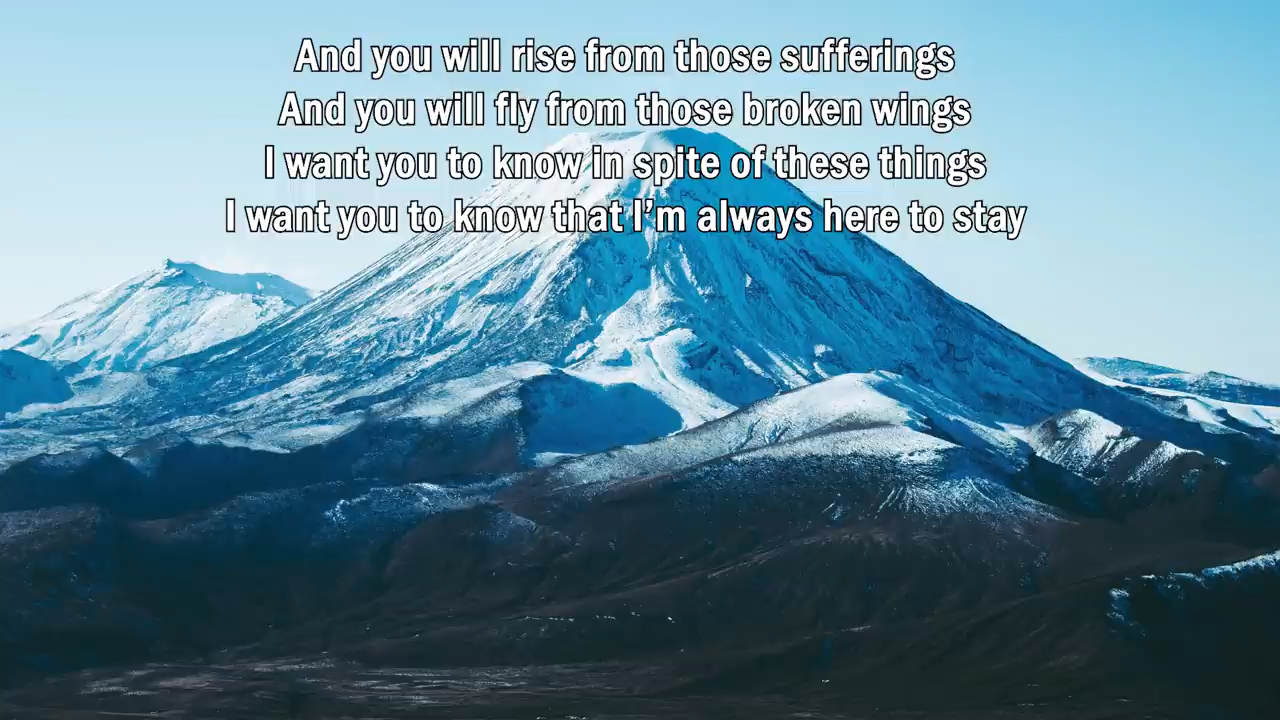 And you will rise from those sufferings
And you will fly from those broken wings
I want you to know in spite of these things
I want you to know that I’m always here to stay